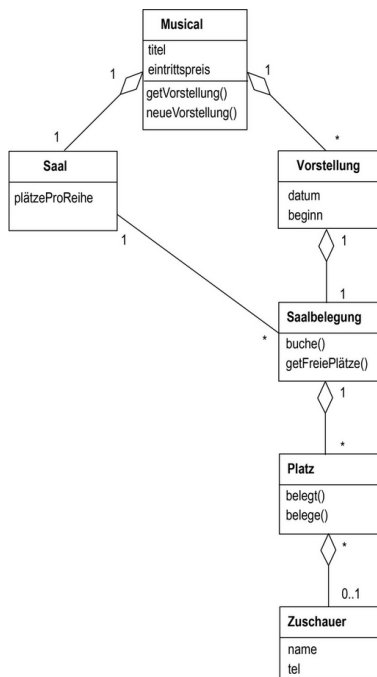 Musical
titel
eintrittspreis
getVorstellung()
neueVorstellung()
1
1
1
*
Saal
plätzeProReihe
Vorstellung
datum
beginn
1
1
1
*
Saalbelegung
buche()
getFreiePlätze()
1
*
Platz
belegt()
belege()
*
0..1
Zuschauer
name
tel